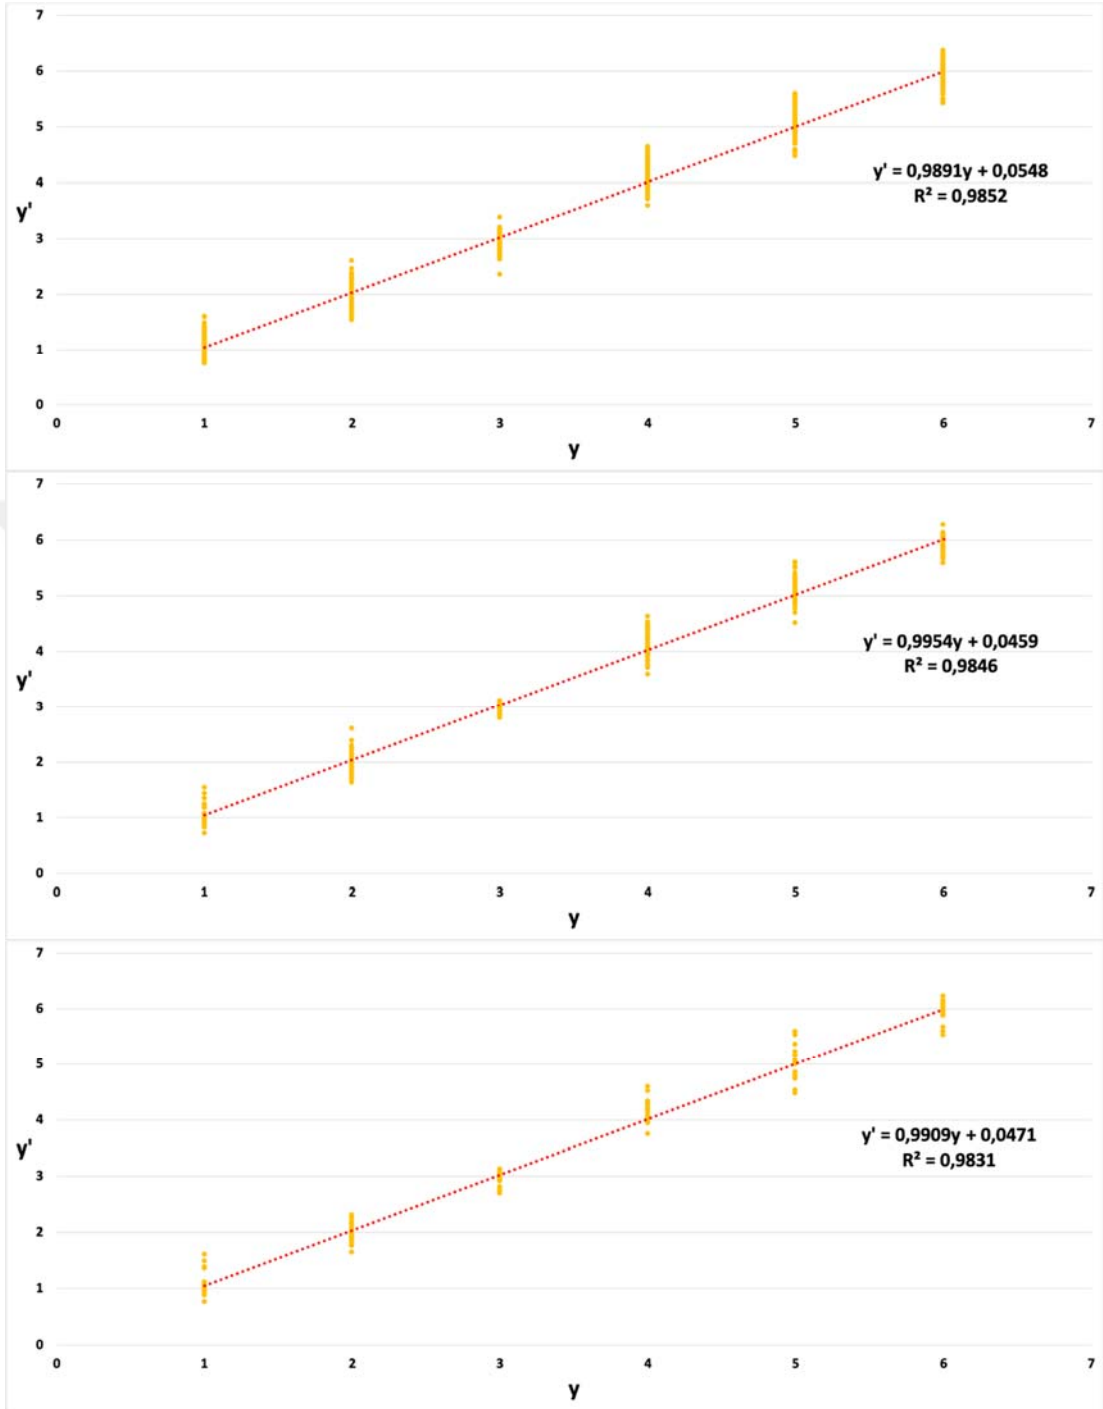 7
6
5
4
3
2
1
0
y'
y' = 0,9891y + 0,0548
R² = 0,9852
0 1 2 3 4 5 6 7
y
7
6
5
4
3
2
1
0
y'
y' = 0,9954y + 0,0459
R² = 0,9846
0 1 2 3 4 5 6 7
y
7
6
5
4
3
2
1
0
y'
y' = 0,9909y + 0,0471
R² = 0,9831
0 1 2 3 4 5 6 7
y